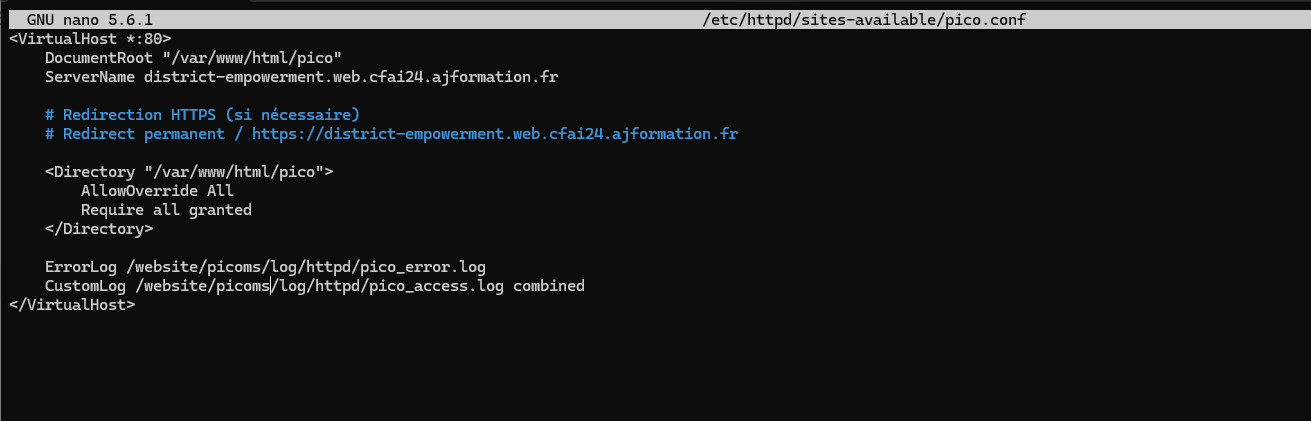 GNU nano 5.6.1 /etc/httpd/sites-available/pico.conf
<VirtualHost *:80>
    DocumentRoot "/var/www/html/pico"
    ServerName district-empowerment.web.cfai24.ajformation.fr
    # Redirection HTTPS (si nécessaire)
    # Redirect permanent / https://district-empowerment.web.cfai24.ajformation.fr
    <Directory "/var/www/html/pico">
        AllowOverride All
        Require all granted
    </Directory>
    ErrorLog /website/picoms/log/httpd/pico_error.log
    CustomLog /website/picoms/log/httpd/pico_access.log combined
</VirtualHost>